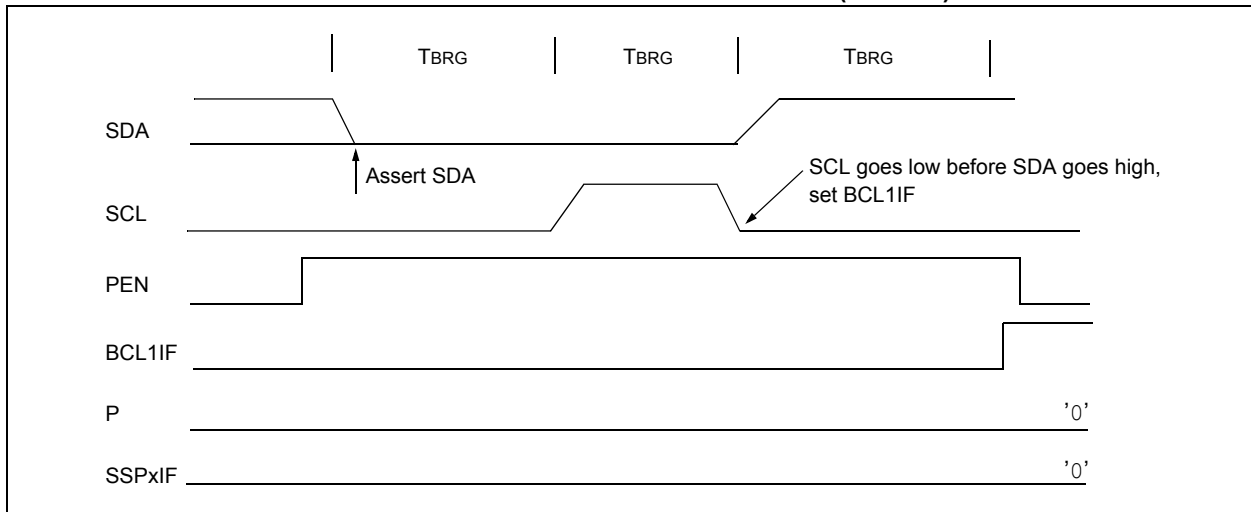 TBRG TBRG TBRG
SDA
Assert SDA
SCL goes low before SDA goes high,
set BCL1IF
SCL
PEN
BCL1IF
P '0'
SSPxIF '0'